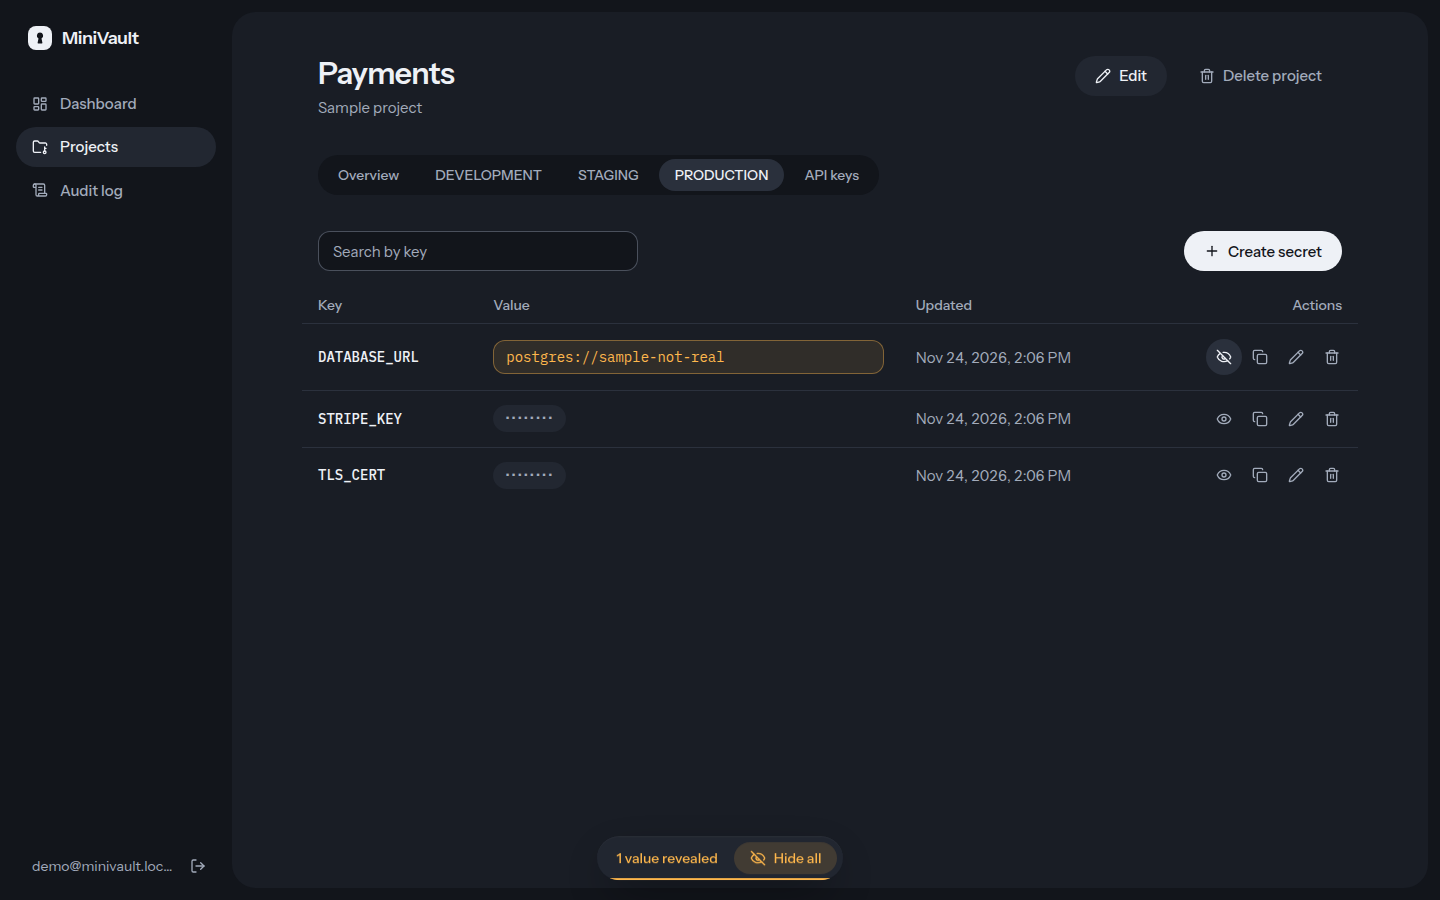 MiniVault
Dashboard
Projects
Audit log
demo@minivault.loc...
Payments
Sample project
Edit
Delete project
Overview DEVELOPMENT STAGING PRODUCTION API keys
Search by key
Create secret
Key Value Updated Actions
DATABASE_URL postgres://sample-not-real Nov 24, 2026, 2:06 PM
STRIPE_KEY •••••••• Nov 24, 2026, 2:06 PM
TLS_CERT •••••••• Nov 24, 2026, 2:06 PM
1 value revealed Hide all